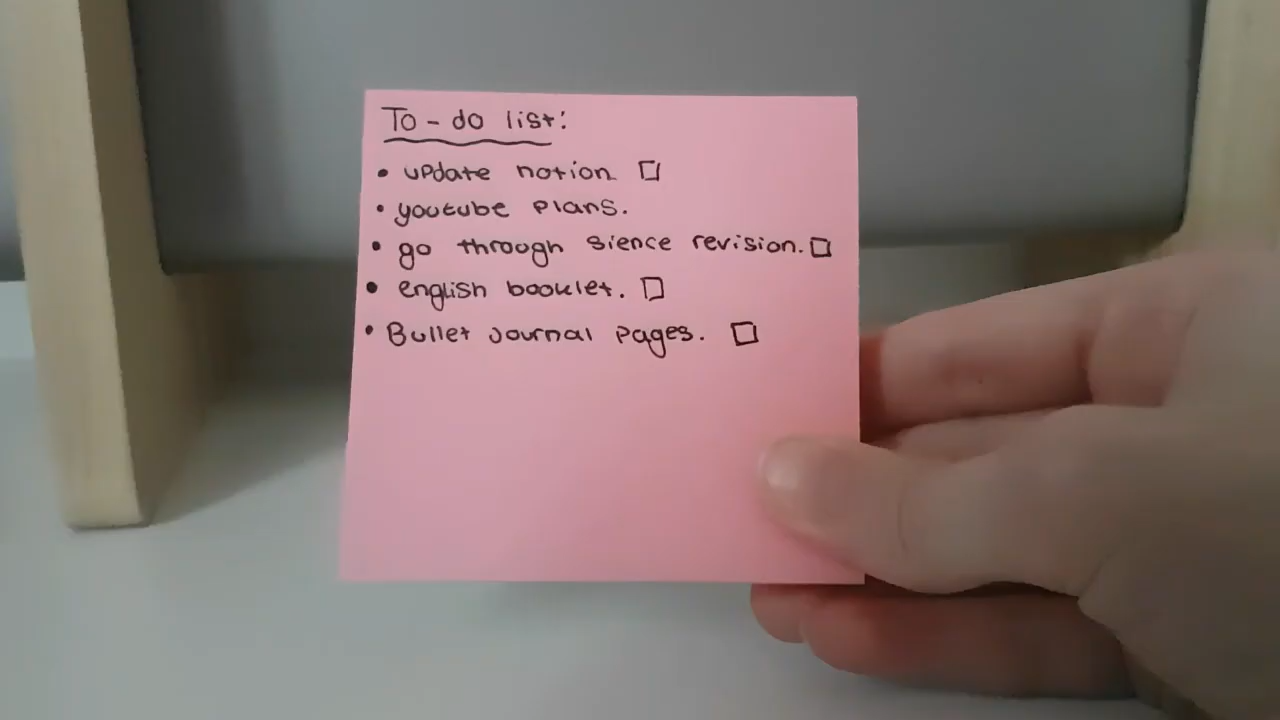 To-do list:
• update notion ☐
• youtube plans.
• go through sience revision. ☐
• english booklet. ☐
• Bullet journal pages. ☐